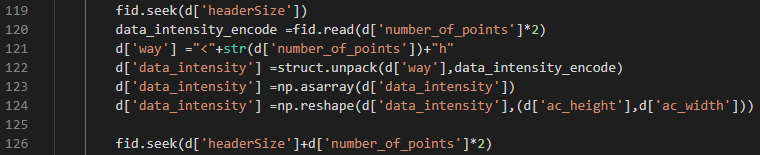 119 fid.seek(d['headerSize'])
120 data_intensity_encode =fid.read(d['number_of_points']*2)
121 d['way'] ="<"+str(d['number_of_points'])+"h"
122 d['data_intensity'] =struct.unpack(d['way'],data_intensity_encode)
123 d['data_intensity'] =np.asarray(d['data_intensity'])
124 d['data_intensity'] =np.reshape(d['data_intensity'],(d['ac_height'],d['ac_width']))
125
126 fid.seek(d['headerSize']+d['number_of_points']*2)